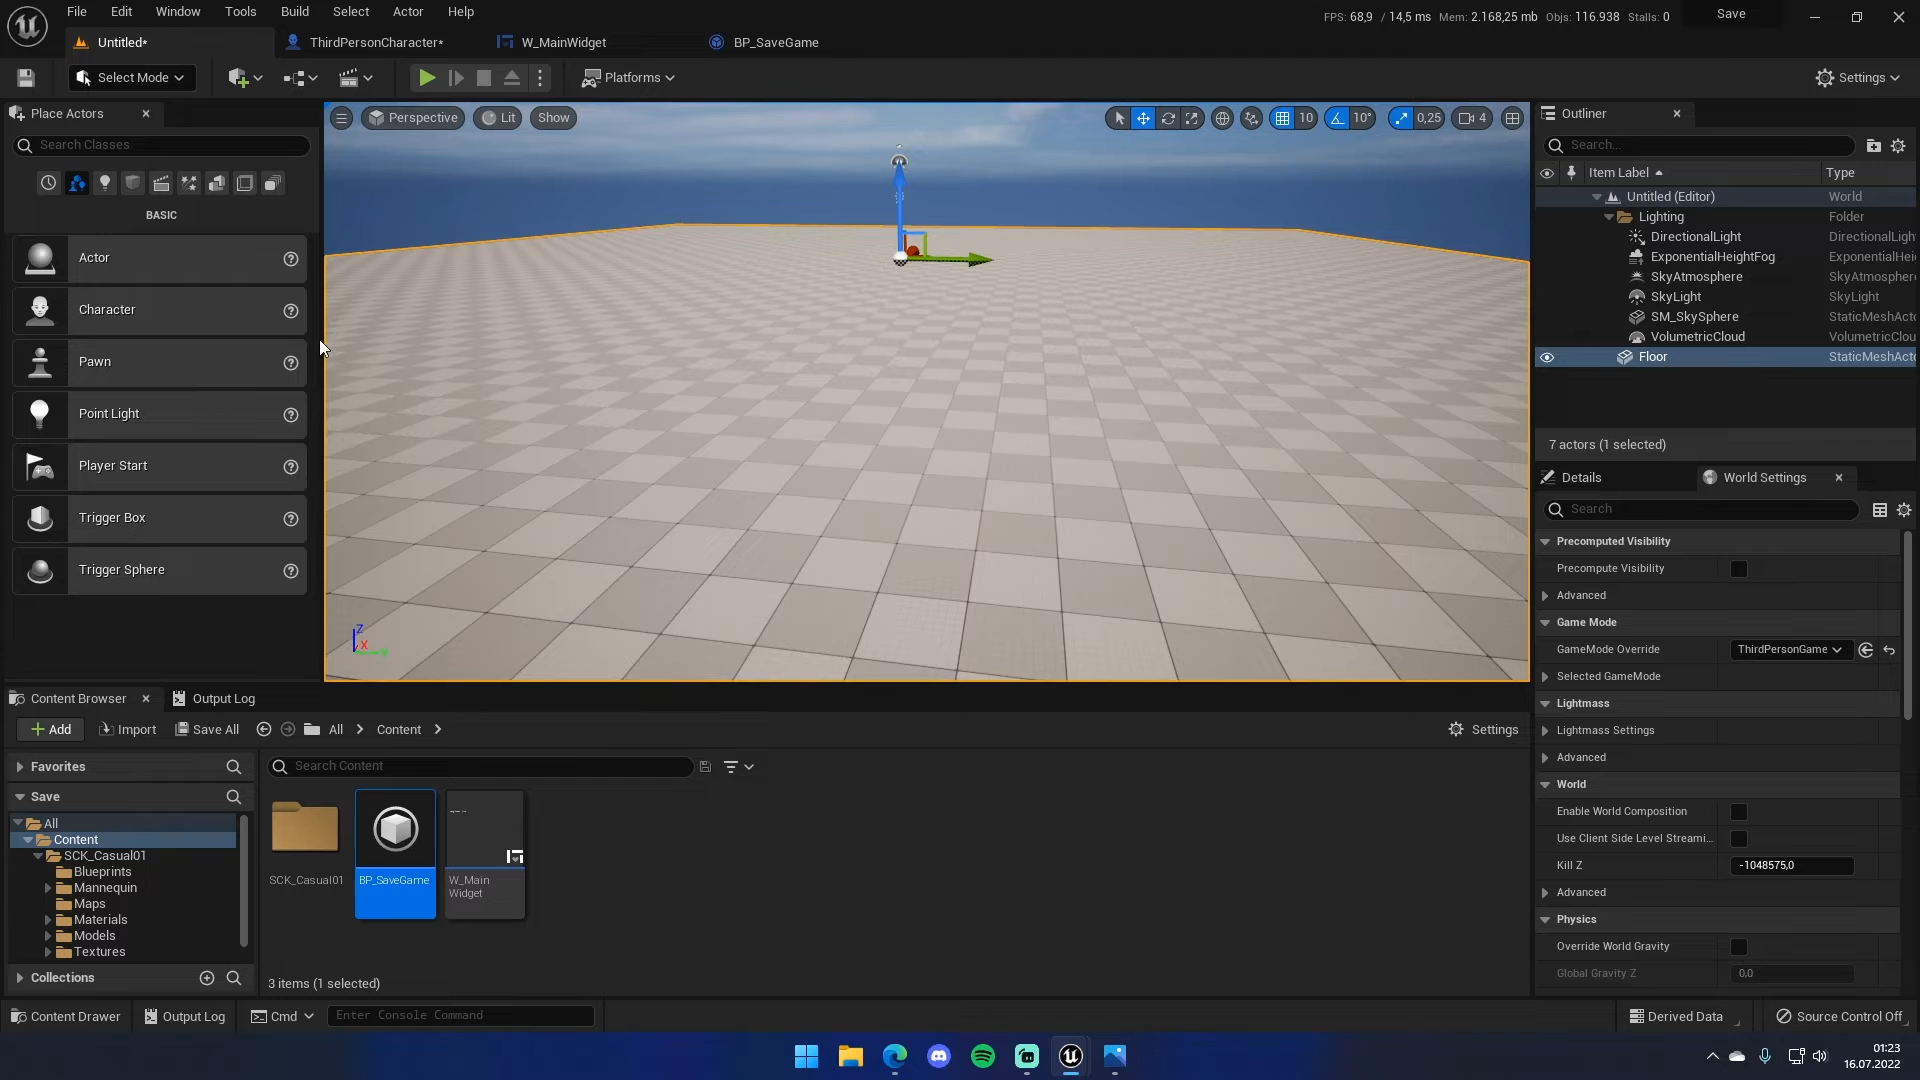 File Edit Window Tools Build Select Actor Help
FPS: 68,9 / 14,5 ms Mem: 2.168,25 mb Objs: 116.938 Stalls: 0 Save
Untitled* ThirdPersonCharacter* W_MainWidget BP_SaveGame
Select Mode Platforms Settings
Place Actors
Search Classes
BASIC
Actor
Character
Pawn
Point Light
Player Start
Trigger Box
Trigger Sphere
Perspective Lit Show 10 10° 0,25 4
Z
X
Y
Outliner
Search...
Item Label Type
Untitled (Editor) World
Lighting Folder
DirectionalLight DirectionalLigh
ExponentialHeightFog ExponentialHei
SkyAtmosphere SkyAtmosphere
SkyLight SkyLight
SM_SkySphere StaticMeshActo
VolumetricCloud VolumetricClou
Floor StaticMeshActo
7 actors (1 selected)
Details World Settings
Search
Precomputed Visibility
Precompute Visibility
Advanced
Game Mode
GameMode Override ThirdPersonGame
Selected GameMode
Lightmass
Lightmass Settings
Advanced
World
Enable World Composition
Use Client Side Level Streami...
Kill Z -1048575,0
Advanced
Physics
Override World Gravity
Global Gravity Z 0,0
Content Browser Output Log
Add Import Save All All Content Settings
Favorites
Save
All
Content
SCK_Casual01
Blueprints
Mannequin
Maps
Materials
Models
Textures
Collections
Search Content
SCK_Casual01
BP_SaveGame
W_Main
Widget
3 items (1 selected)
Content Drawer Output Log Cmd Enter Console Command Derived Data Source Control Off
01:23
16.07.2022